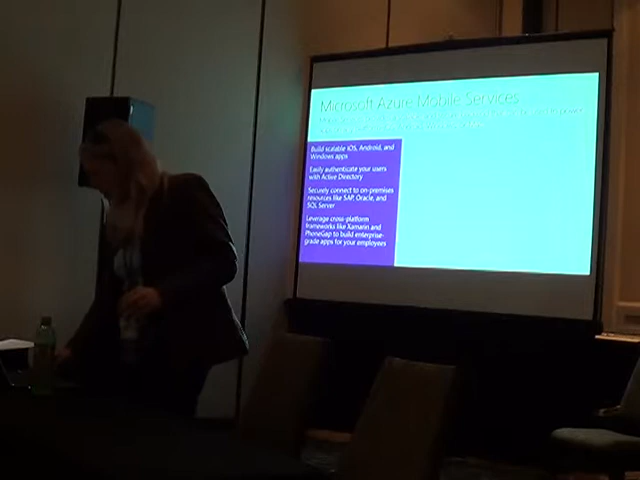 Microsoft Azure Mobile Services
Build scalable iOS, Android, and
Windows apps
Easily authenticate your users
with Active Directory
Securely connect to on-premises
resources like SAP, Oracle, and
SQL Server
Leverage cross-platform
frameworks like Xamarin and
PhoneGap to build enterprise-
grade apps for your employees